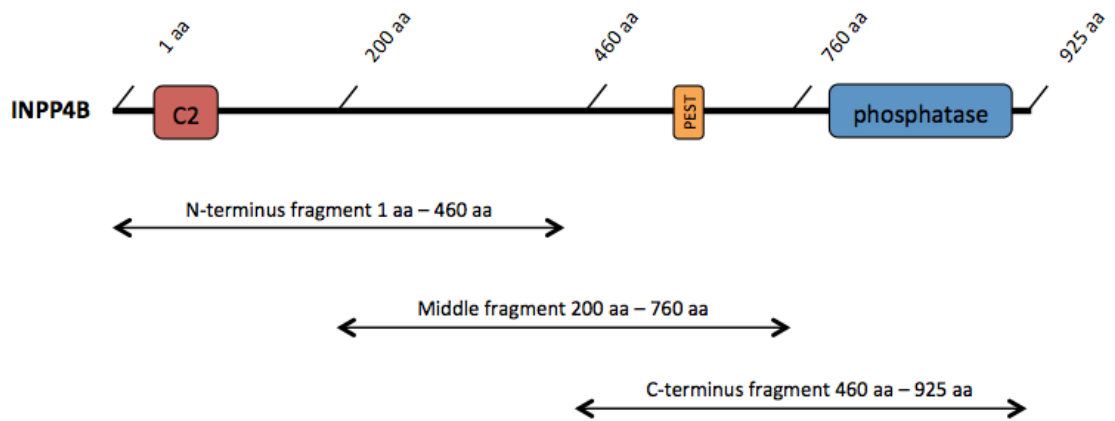 1 aa
200 aa
460 aa
760 aa
925 aa
INPP4B
C2
PEST
phosphatase
N-terminus fragment 1 aa – 460 aa
Middle fragment 200 aa – 760 aa
C-terminus fragment 460 aa – 925 aa